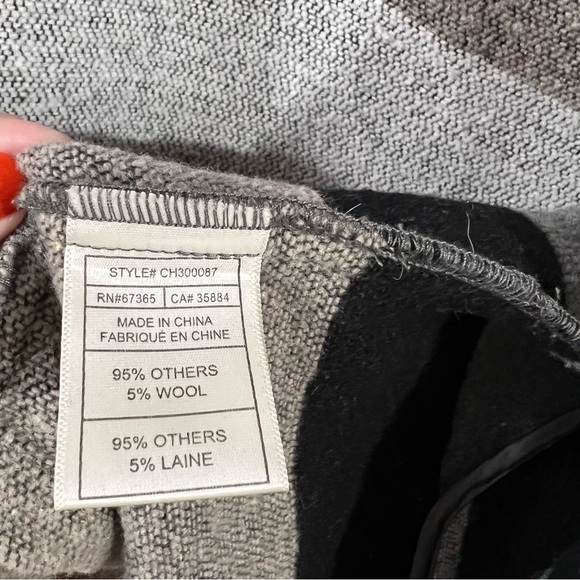 STYLE# CH300087
RN#67365 CA# 35884
MADE IN CHINA
FABRIQUÉ EN CHINE
95% OTHERS
5% WOOL
95% OTHERS
5% LAINE